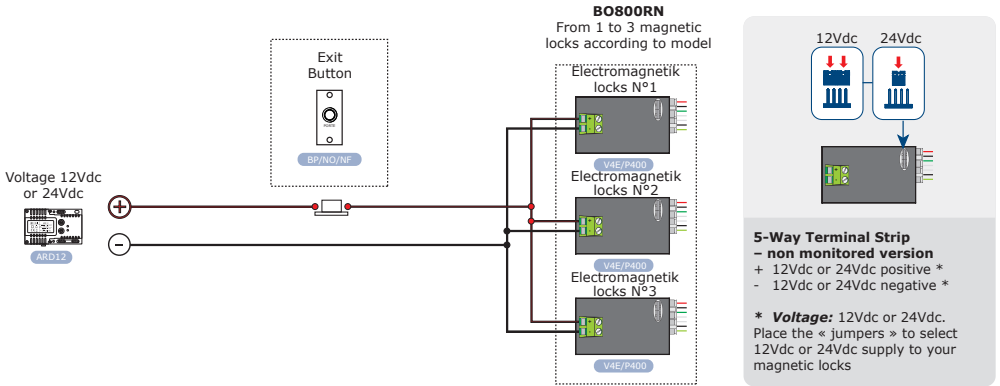 BO800RN
From 1 to 3 magnetic
locks according to model
Exit
Button
PORTE
BP/NO/NF
Voltage 12Vdc
or 24Vdc
ARD12
+
-
Electromagnetik
locks N°1
V4E/P400
Electromagnetik
locks N°2
V4E/P400
Electromagnetik
locks N°3
V4E/P400
12Vdc
24Vdc
5-Way Terminal Strip
– non monitored version
+ 12Vdc or 24Vdc positive *
- 12Vdc or 24Vdc negative *
* Voltage: 12Vdc or 24Vdc.
Place the « jumpers » to select
12Vdc or 24Vdc supply to your
magnetic locks